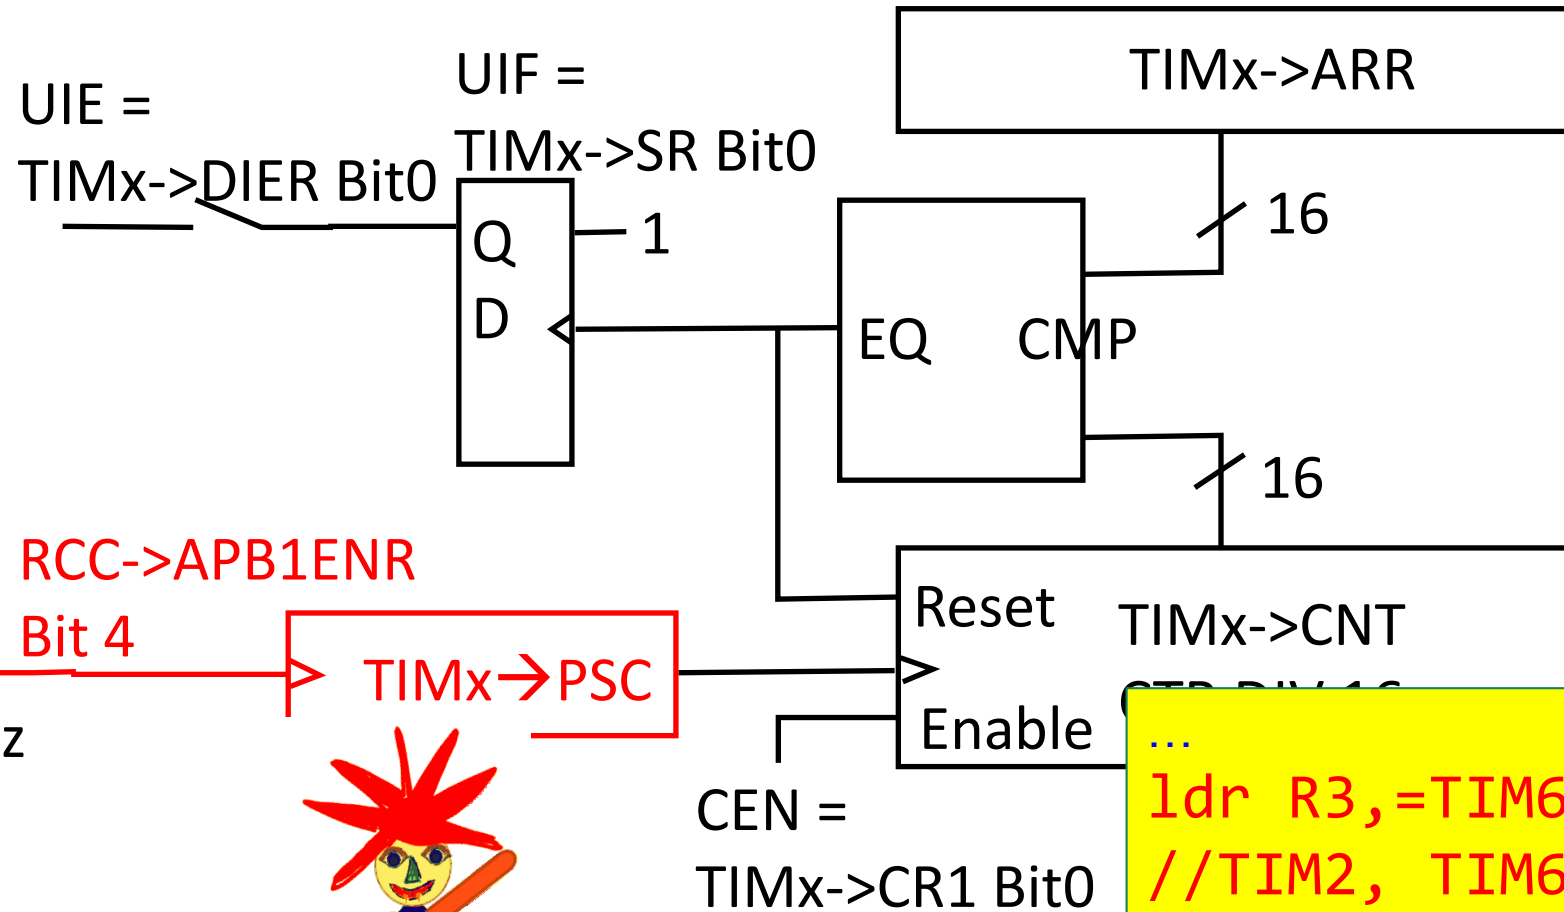 UIE =
TIMx->DIER Bit0
UIF =
TIMx->SR Bit0
TIMx->ARR
Q
1
D
16
EQ
CMP
16
RCC->APB1ENR
Bit 4
TIMx→PSC
z
Reset
TIMx->CNT
Enable
CEN =
TIMx->CR1 Bit0
...
ldr R3,=TIM6
//TIM2, TIM6